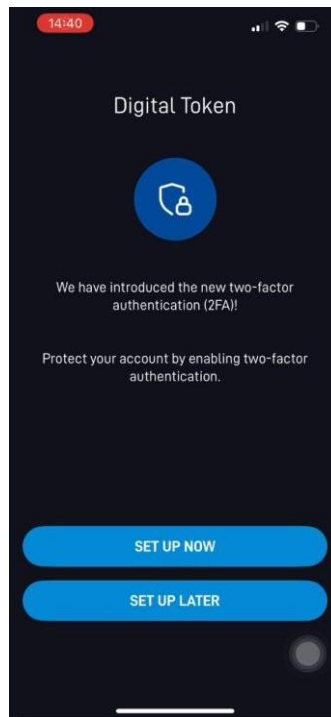 14:40
Digital Token
We have introduced the new two-factor
authentication (2FA)!
Protect your account by enabling two-factor
authentication.
SET UP NOW
SET UP LATER